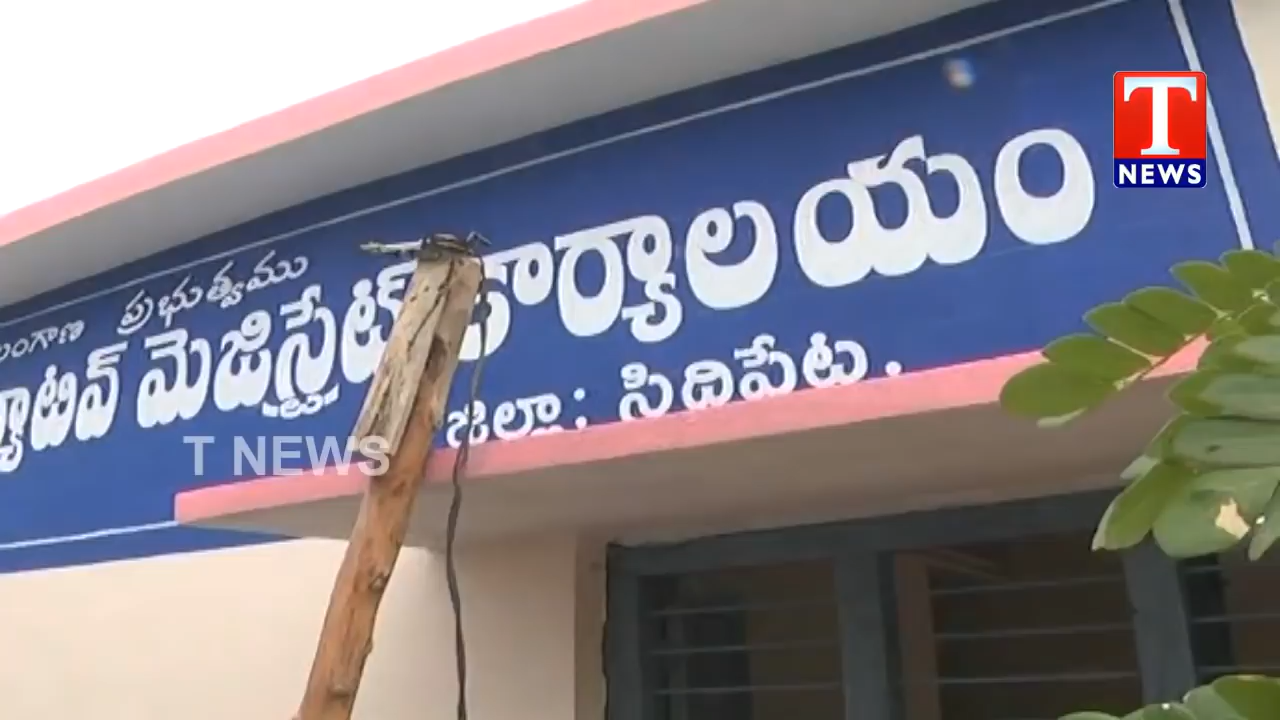 లంగాణ ప్రభుత్వము
్యూటివ్ మెజిస్ట్రేట్ కార్యాలయం
జిల్లా: సిదిపేట.
T NEWS
T NEWS